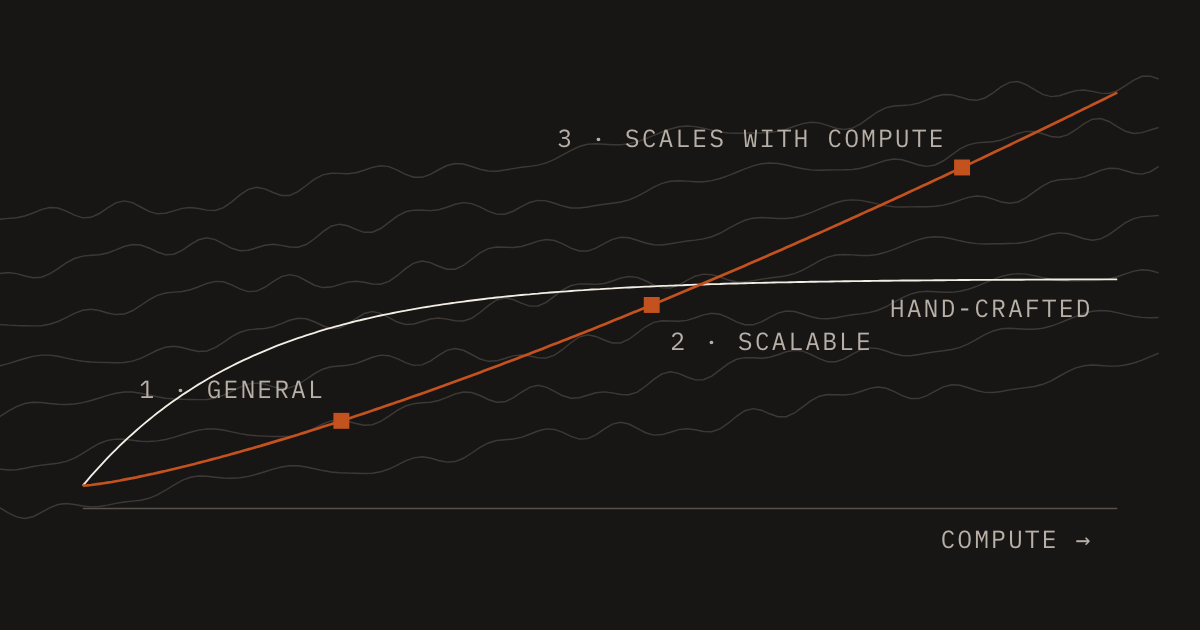 3 · SCALES WITH COMPUTE
HAND-CRAFTED
2 · SCALABLE
1 · GENERAL
COMPUTE →